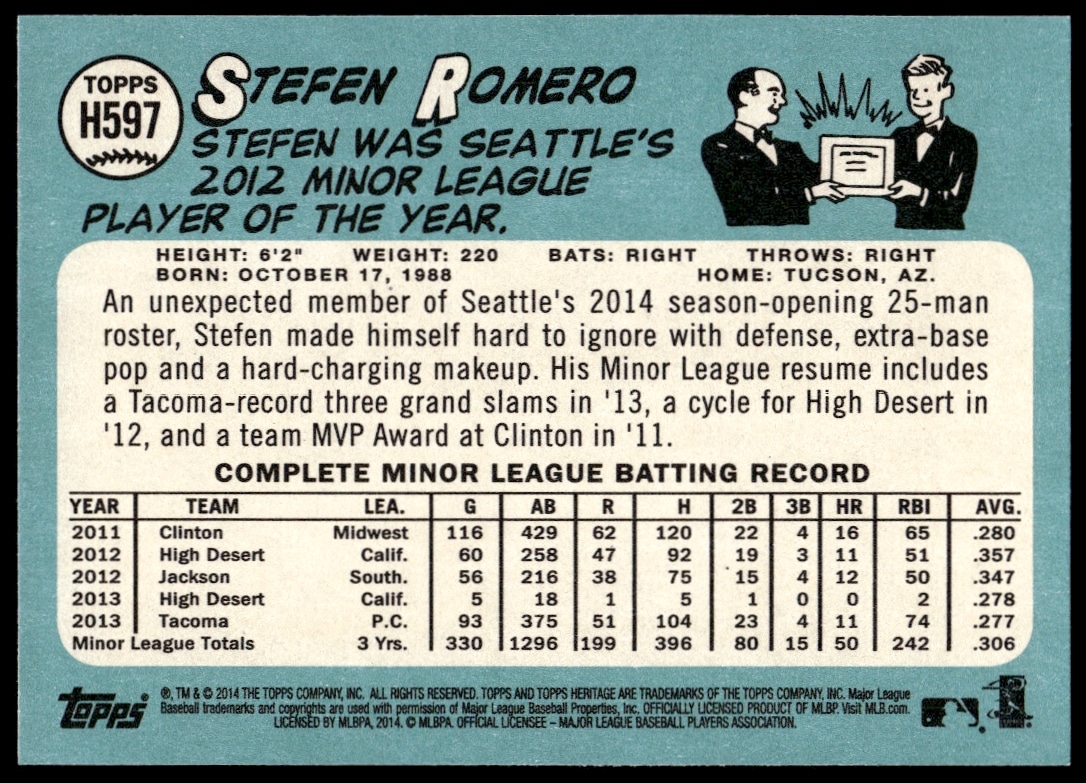 TOPPS
H597
STEFEN ROMERO
STEFEN WAS SEATTLE'S
2012 MINOR LEAGUE
PLAYER OF THE YEAR.
HEIGHT: 6'2" WEIGHT: 220 BATS: RIGHT THROWS: RIGHT
BORN: OCTOBER 17, 1988 HOME: TUCSON, AZ.
An unexpected member of Seattle's 2014 season-opening 25-man
roster, Stefen made himself hard to ignore with defense, extra-base
pop and a hard-charging makeup. His Minor League resume includes
a Tacoma-record three grand slams in '13, a cycle for High Desert in
'12, and a team MVP Award at Clinton in '11.
COMPLETE MINOR LEAGUE BATTING RECORD
YEAR TEAM LEA. G AB R H 2B 3B HR RBI AVG.
2011 Clinton Midwest 116 429 62 120 22 4 16 65 .280
2012 High Desert Calif. 60 258 47 92 19 3 11 51 .357
2012 Jackson South. 56 216 38 75 15 4 12 50 .347
2013 High Desert Calif. 5 18 1 5 1 0 0 2 .278
2013 Tacoma P.C. 93 375 51 104 23 4 11 74 .277
Minor League Totals 3 Yrs. 330 1296 199 396 80 15 50 242 .306
Topps
®, TM & © 2014 THE TOPPS COMPANY, INC. ALL RIGHTS RESERVED. TOPPS AND TOPPS HERITAGE ARE TRADEMARKS OF THE TOPPS COMPANY, INC. Major League
Baseball trademarks and copyrights are used with permission of Major League Baseball Properties, Inc. OFFICIALLY LICENSED PRODUCT OF MLBP. Visit MLB.com.
LICENSED BY MLBPA, 2014. © MLBPA. OFFICIAL LICENSEE – MAJOR LEAGUE BASEBALL PLAYERS ASSOCIATION.